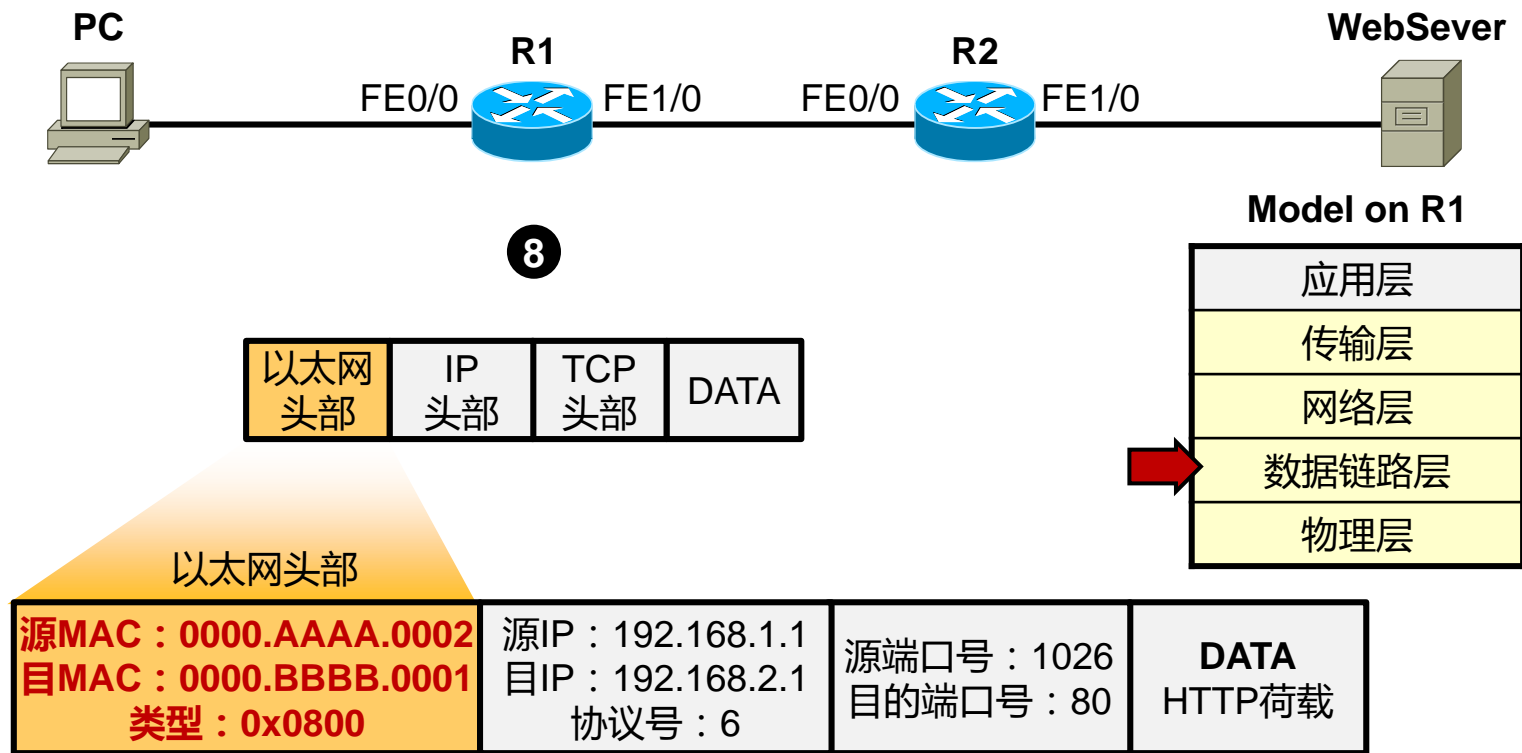 PC
R1
R2
WebSever
FE0/0
FE1/0
FE0/0
FE1/0
8
Model on R1
应用层
传输层
网络层
数据链路层
物理层
以太网
头部
IP
头部
TCP
头部
DATA
以太网头部
源MAC：0000.AAAA.0002
目MAC：0000.BBBB.0001
类型：0x0800
源IP：192.168.1.1
目IP：192.168.2.1
协议号：6
源端口号：1026
目的端口号：80
DATA
HTTP荷载